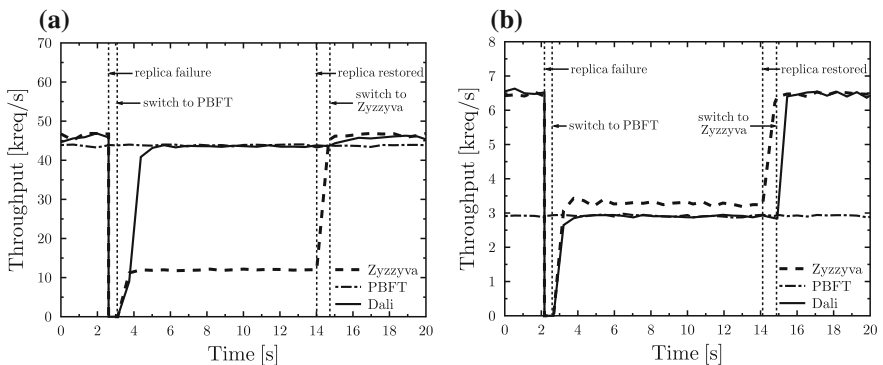 (a)
Throughput [kreq/s]
70
60
50
40
30
20
10
0
replica failure
replica restored
switch to PBFT
switch to
Zyzzyva
Zyzzyva
PBFT
Dali
0 2 4 6 8 10 12 14 16 18 20
Time [s]
(b)
Throughput [kreq/s]
8
7
6
5
4
3
2
1
0
replica failure
replica restored
switch to PBFT
switch to
Zyzzyva
Zyzzyva
PBFT
Dali
0 2 4 6 8 10 12 14 16 18 20
Time [s]